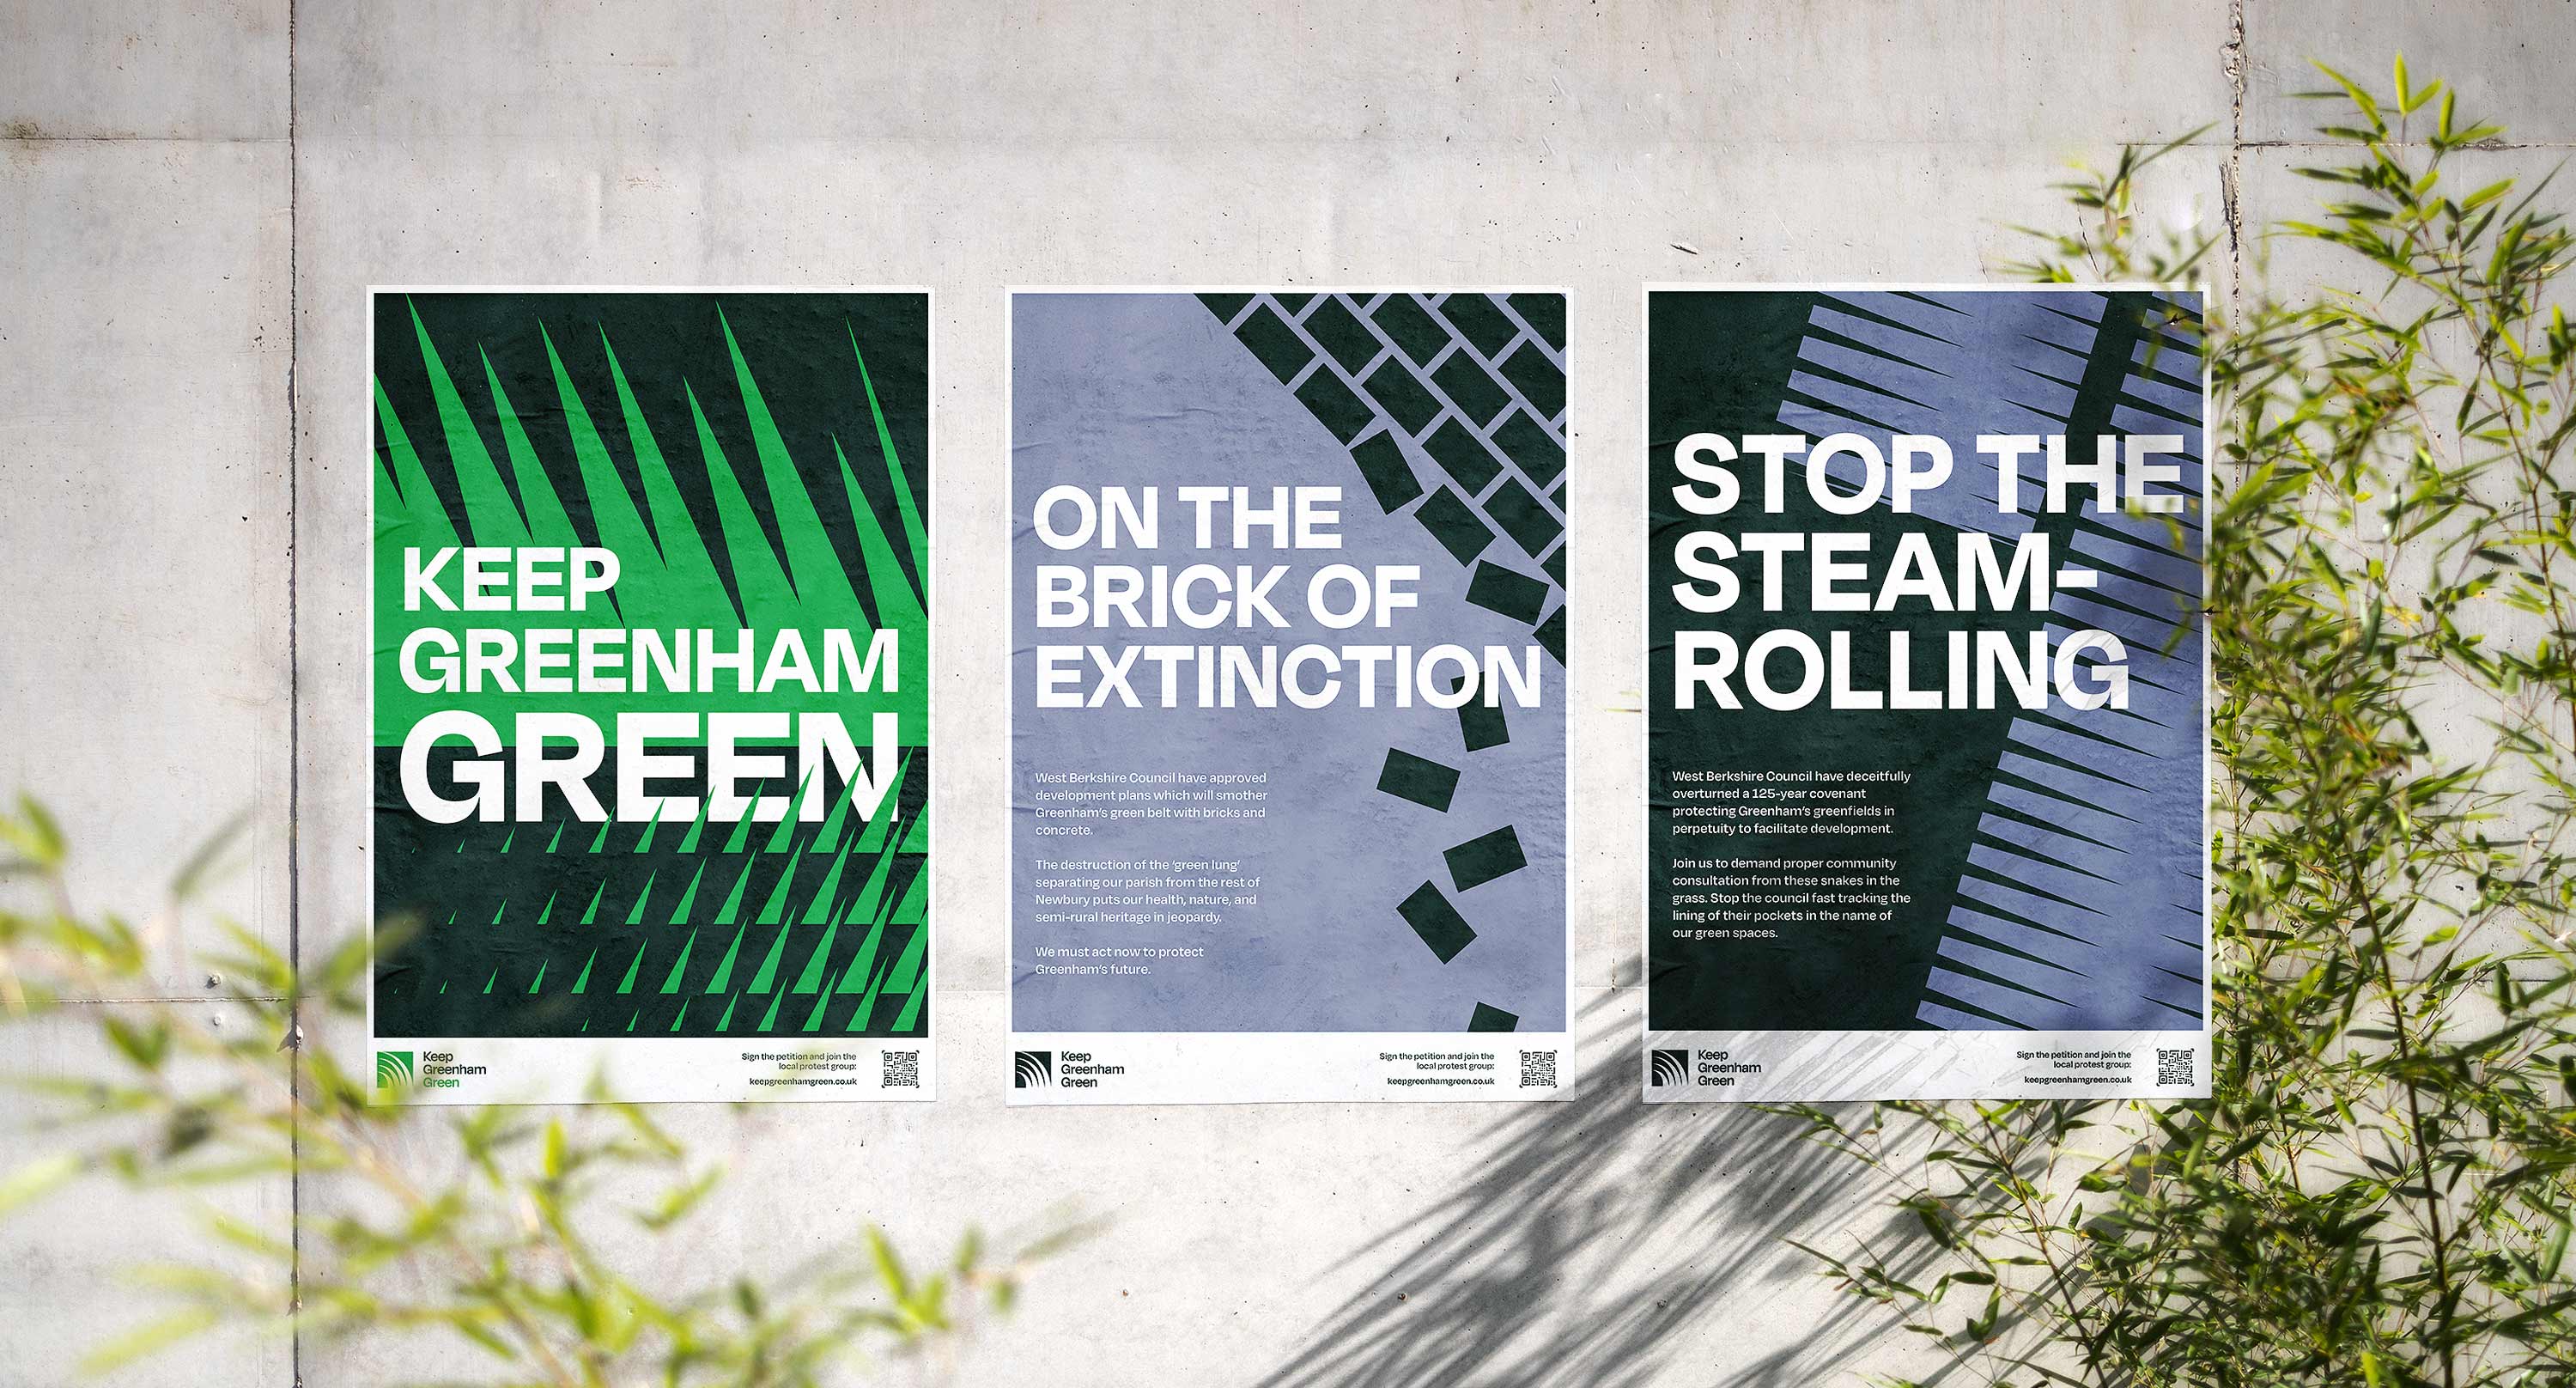 KEEP
GREENHAM
GREEN
Keep
Greenham
Green
Sign the petition and join the
local protest group:
keepgreenhamgreen.co.uk
ON THE
BRICK OF
EXTINCTION
West Berkshire Council have approved
development plans which will smother
Greenham's green belt with bricks and
concrete.
The destruction of the 'green lung'
separating our parish from the rest of
Newbury puts our health, nature, and
semi-rural heritage in jeopardy.
We must act now to protect
Greenham's future.
Keep
Greenham
Green
Sign the petition and join the
local protest group:
keepgreenhamgreen.co.uk
STOP THE
STEAM-
ROLLING
West Berkshire Council have deceitfully
overturned a 125-year covenant
protecting Greenham's greenfields in
perpetuity to facilitate development.
Join us to demand proper community
consultation from these snakes in the
grass. Stop the council fast tracking the
lining of their pockets in the name of
our green spaces.
Keep
Greenham
Green
Sign the petition and join the
local protest group:
keepgreenhamgreen.co.uk